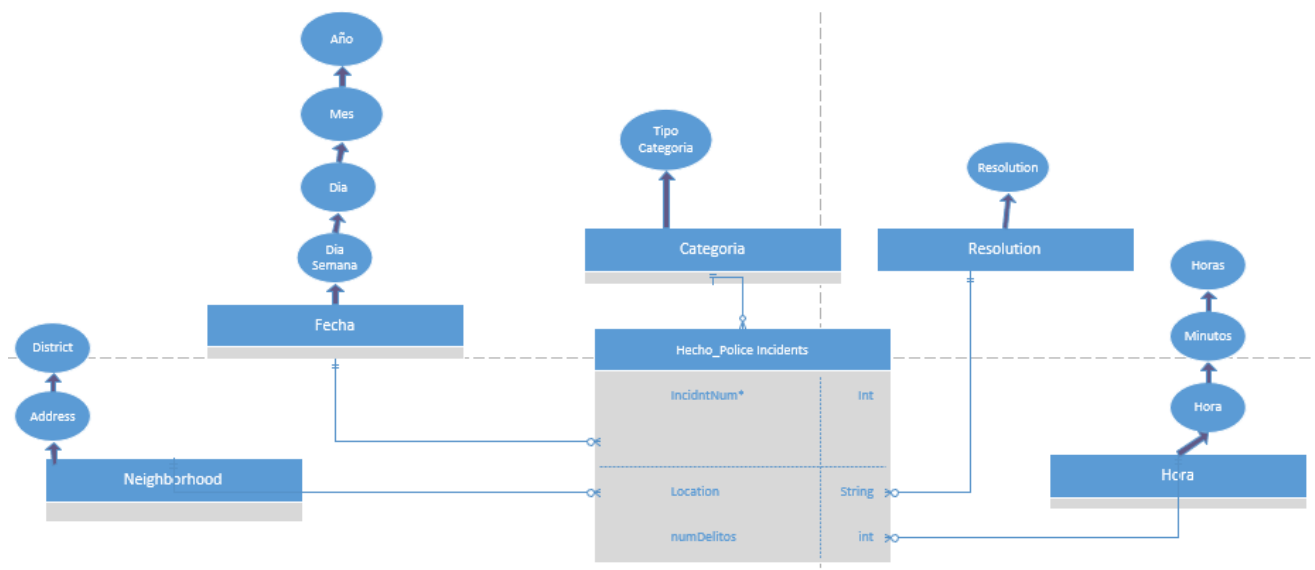 Año
Mes
Dia
Dia
Semana
Fecha
District
Address
Neighborhood
Tipo
Categoria
Categoria
Resolution
Resolution
Horas
Minutos
Hora
Hora
Hecho_Police Incidents
IncidntNum* Int
Location String
numDelitos int